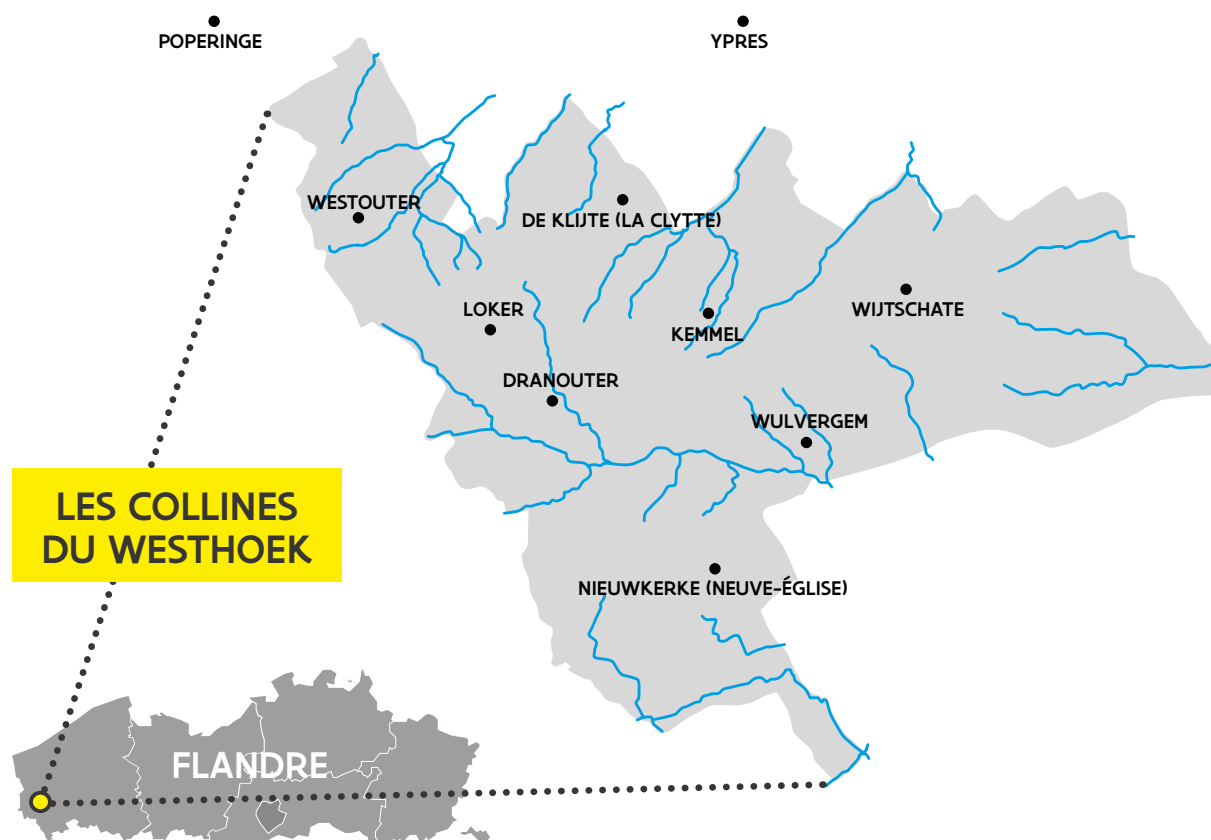 POPERINGE
YPRES
WESTOUTER
DE KLIJTE (LA CLYTTE)
LOKER
KEMMEL
WIJTSCHATE
DRANOUTER
WULVERGEM
LES COLLINES
DU WESTHOEK
NIEUWKERKE (NEUVE-ÉGLISE)
FLANDRE